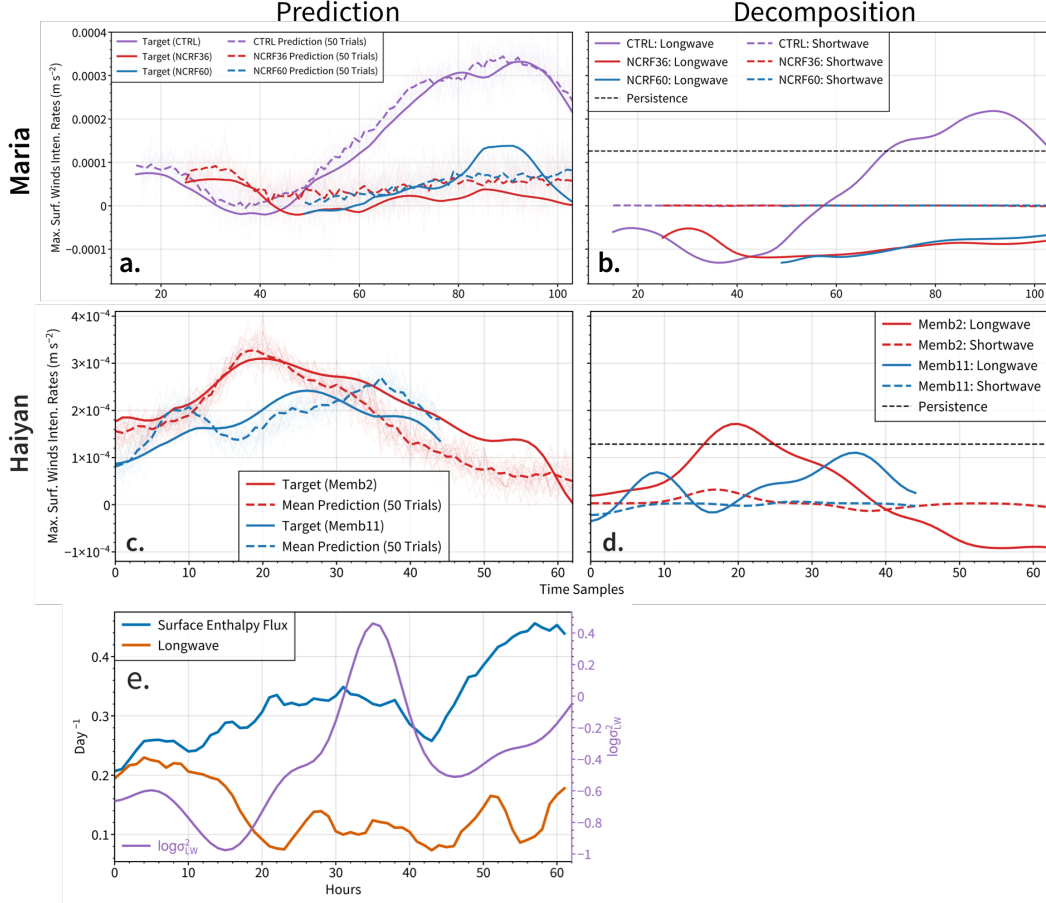 Prediction
Decomposition
Maria
Max. Surf. Winds Inten. Rates (m s⁻²)
0.0004
0.0003
0.0002
0.0001
0
−0.0001
Target (CTRL)
Target (NCRF36)
Target (NCRF60)
CTRL Prediction (50 Trials)
NCRF36 Prediction (50 Trials)
NCRF60 Prediction (50 Trials)
a.
20 40 60 80 100
CTRL: Longwave
NCRF36: Longwave
NCRF60: Longwave
Persistence
CTRL: Shortwave
NCRF36: Shortwave
NCRF60: Shortwave
b.
20 40 60 80 100
Haiyan
Max. Surf. Winds Inten. Rates (m s⁻²)
4×10⁻⁴
3×10⁻⁴
2×10⁻⁴
1×10⁻⁴
0
−1×10⁻⁴
Target (Memb2)
Mean Prediction (50 Trials)
Target (Memb11)
Mean Prediction (50 Trials)
c.
0 10 20 30 40 50 60
Memb2: Longwave
Memb2: Shortwave
Memb11: Longwave
Memb11: Shortwave
Persistence
d.
0 10 20 30 40 50 60
Time Samples
Surface Enthalpy Flux
Longwave
e.
Day⁻¹
0.4
0.3
0.2
0.1
logσ²LW
0 10 20 30 40 50 60
Hours
0.4
0.2
0
−0.2
−0.4
−0.6
−0.8
−1
logσ²LW